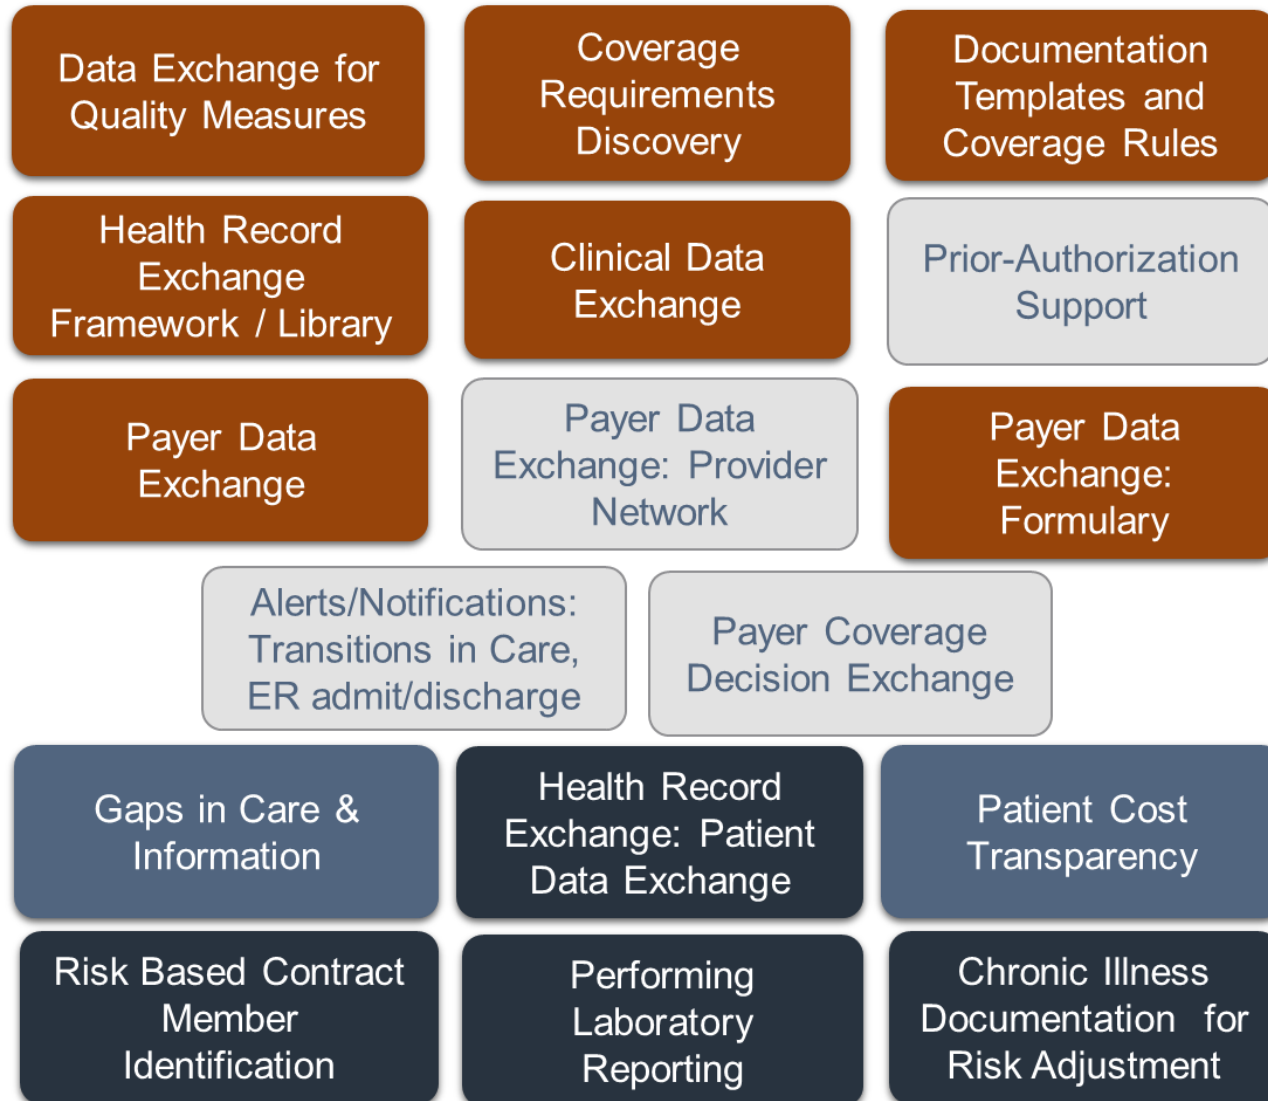 Data Exchange for
Quality Measures
Coverage
Requirements
Discovery
Documentation
Templates and
Coverage Rules
Health Record
Exchange
Framework / Library
Clinical Data
Exchange
Prior-Authorization
Support
Payer Data
Exchange
Payer Data
Exchange: Provider
Network
Payer Data
Exchange:
Formulary
Alerts/Notifications:
Transitions in Care,
ER admit/discharge
Payer Coverage
Decision Exchange
Gaps in Care &
Information
Health Record
Exchange: Patient
Data Exchange
Patient Cost
Transparency
Risk Based Contract
Member
Identification
Performing
Laboratory
Reporting
Chronic Illness
Documentation for
Risk Adjustment